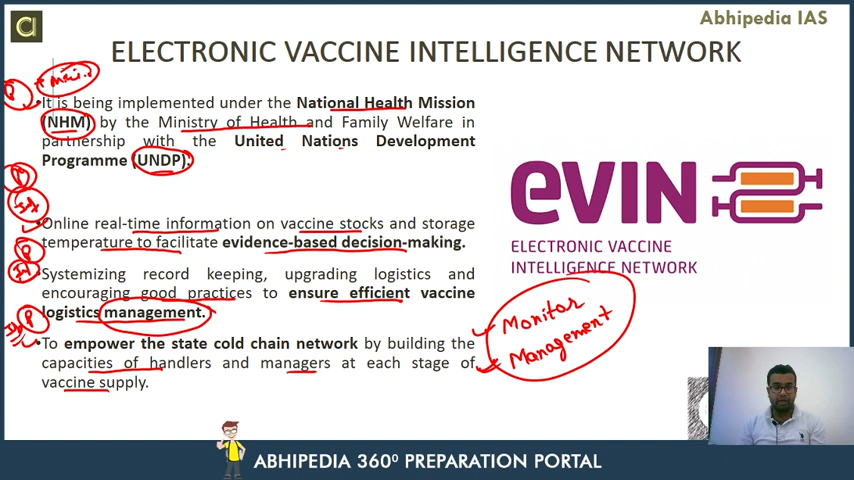 Abhipedia IAS
ELECTRONIC VACCINE INTELLIGENCE NETWORK
It is being implemented under the National Health Mission
(NHM) by the Ministry of Health and Family Welfare in
partnership with the United Nations Development
Programme (UNDP).
Online real-time information on vaccine stocks and storage
temperature to facilitate evidence-based decision-making.
Systemizing record keeping, upgrading logistics and
encouraging good practices to ensure efficient vaccine
logistics management.
To empower the state cold chain network by building the
capacities of handlers and managers at each stage of
vaccine supply.
eVIN
ELECTRONIC VACCINE
INTELLIGENCE NETWORK
Monitor
Management
ABHIPEDIA 360⁰ PREPARATION PORTAL